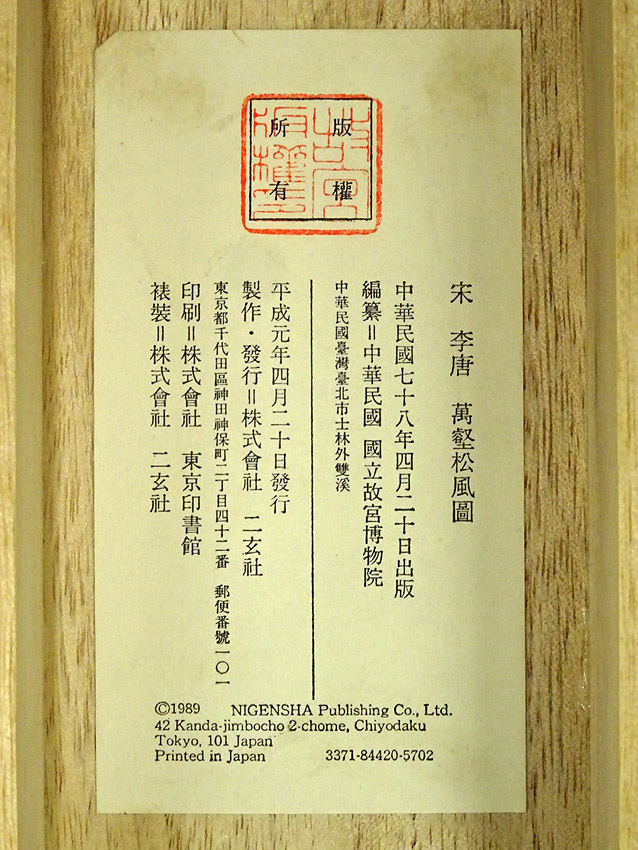 版權
所有
宋　李唐　萬壑松風圖
中華民國七十八年四月二十日出版
編纂＝中華民國　國立故宮博物院
中華民國臺灣臺北市士林外雙溪
平成元年四月二十日發行
製作・發行＝株式會社　二玄社
東京都千代田區神田神保町二丁目四十二番　郵便番號一〇一
印刷＝株式會社　東京印書館
裱裝＝株式會社　二玄社
©1989 NIGENSHA Publishing Co., Ltd.
42 Kanda-jimbocho 2-chome, Chiyodaku
Tokyo, 101 Japan
Printed in Japan 3371-84420-5702